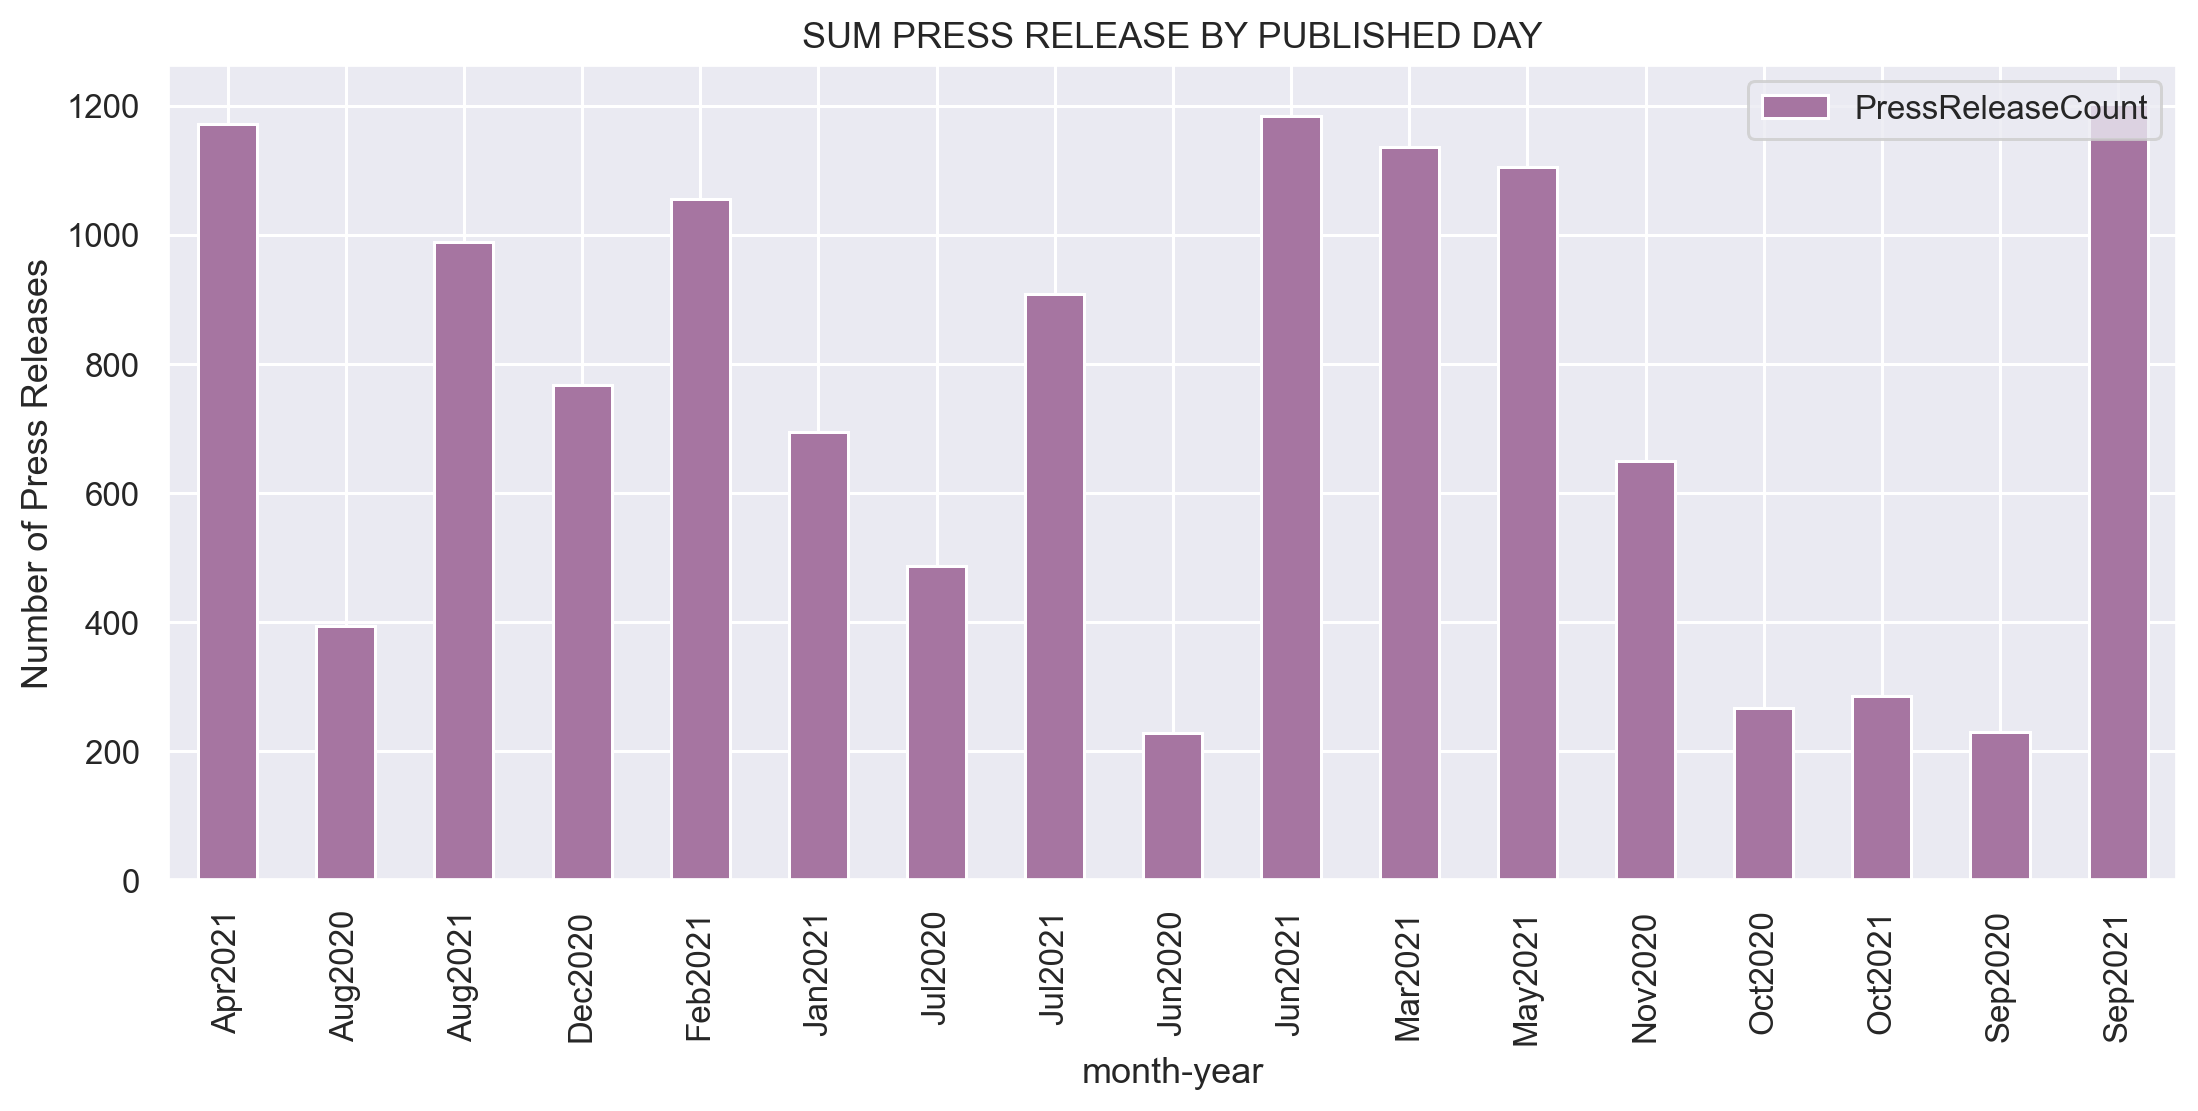 SUM PRESS RELEASE BY PUBLISHED DAY
PressReleaseCount
Number of Press Releases
1200
1000
800
600
400
200
0
Apr2021
Aug2020
Aug2021
Dec2020
Feb2021
Jan2021
Jul2020
Jul2021
Jun2020
Jun2021
Mar2021
May2021
Nov2020
Oct2020
Oct2021
Sep2020
Sep2021
month-year